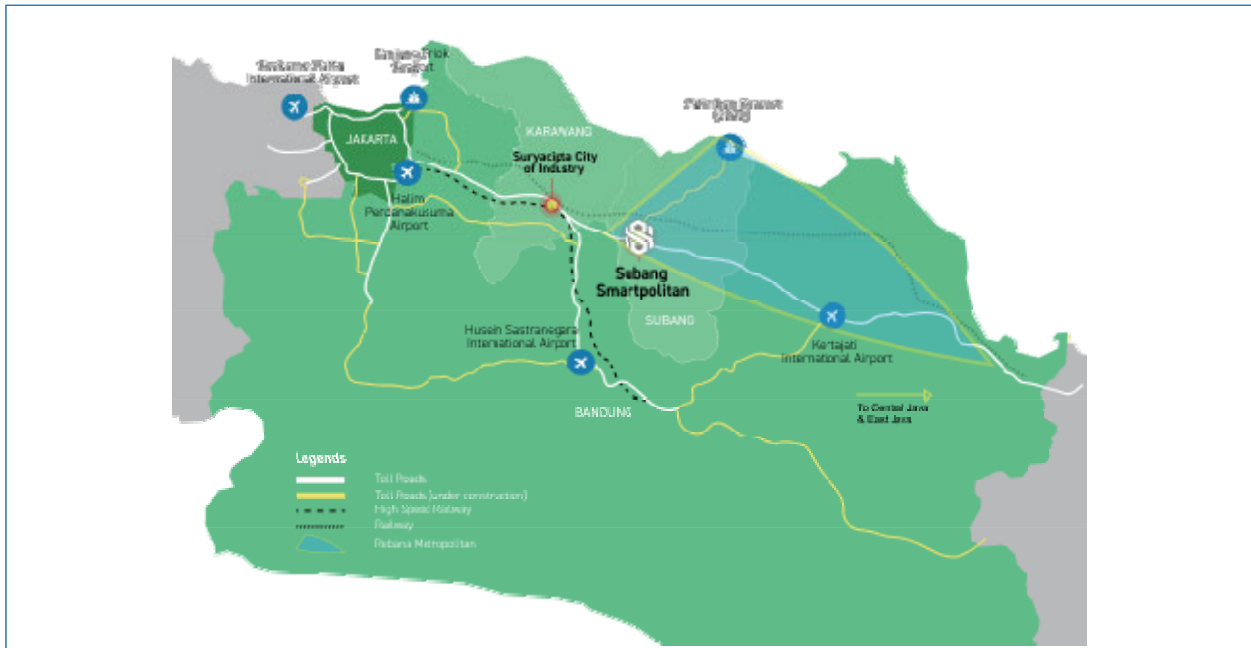 International Airport
KARAWANG
JAKARTA
Suryacipta City
of Industry
Halim
Perdanakusuma
Airport
Subang
Smartpolitan
SUBANG
Husein Sastranegara
International Airport
Kertajati
International Airport
BANDUNG
To Central Java
& East Java
Legends
Toll Roads
Toll Roads (under construction)
High Speed Railway
Railway
Rebana Metropolitan